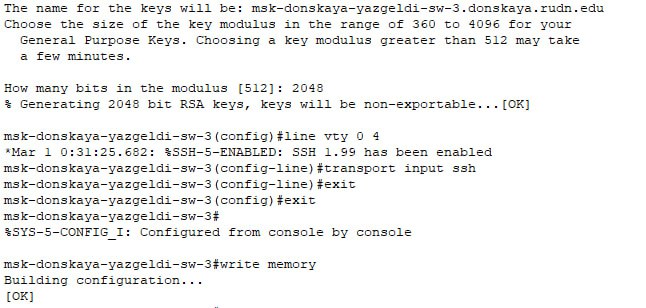 The name for the keys will be: msk-donskaya-yazgeldi-sw-3.donskaya.rudn.edu
Choose the size of the key modulus in the range of 360 to 4096 for your
  General Purpose Keys. Choosing a key modulus greater than 512 may take
  a few minutes.

How many bits in the modulus [512]: 2048
% Generating 2048 bit RSA keys, keys will be non-exportable...[OK]

msk-donskaya-yazgeldi-sw-3(config)#line vty 0 4
*Mar 1 0:31:25.682: %SSH-5-ENABLED: SSH 1.99 has been enabled
msk-donskaya-yazgeldi-sw-3(config-line)#transport input ssh
msk-donskaya-yazgeldi-sw-3(config-line)#exit
msk-donskaya-yazgeldi-sw-3(config)#exit
msk-donskaya-yazgeldi-sw-3#
%SYS-5-CONFIG_I: Configured from console by console

msk-donskaya-yazgeldi-sw-3#write memory
Building configuration...
[OK]